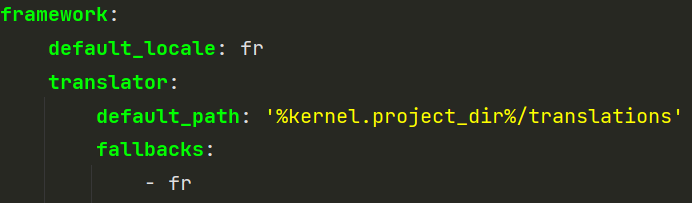 framework:
    default_locale: fr
    translator:
        default_path: '%kernel.project_dir%/translations'
        fallbacks:
            - fr